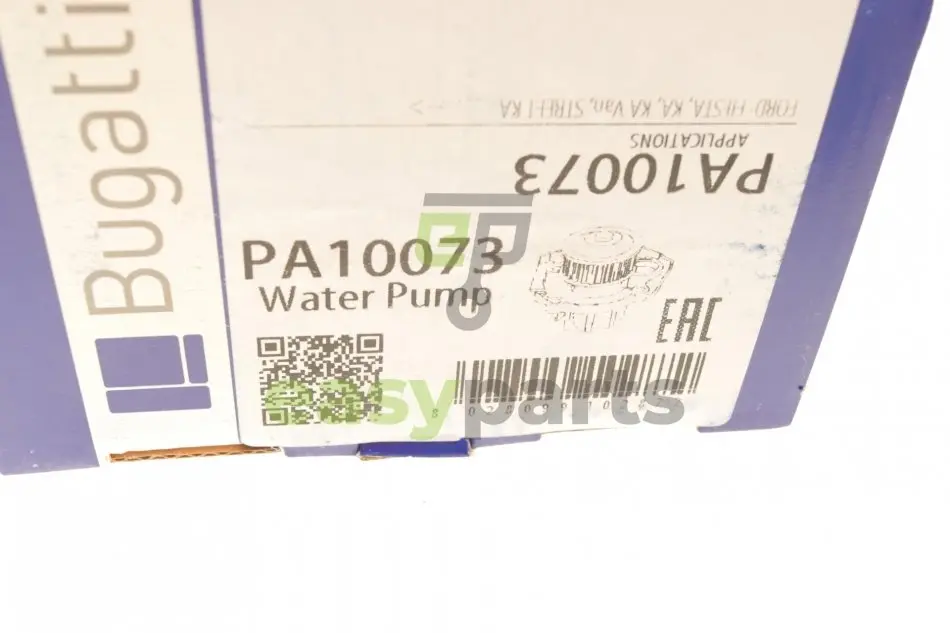 Bugatti
FORD: FIESTA, KA, KA Van, STREET KA
APPLICATIONS
PA10073
PA10073
Water Pump
EAC
easyparts